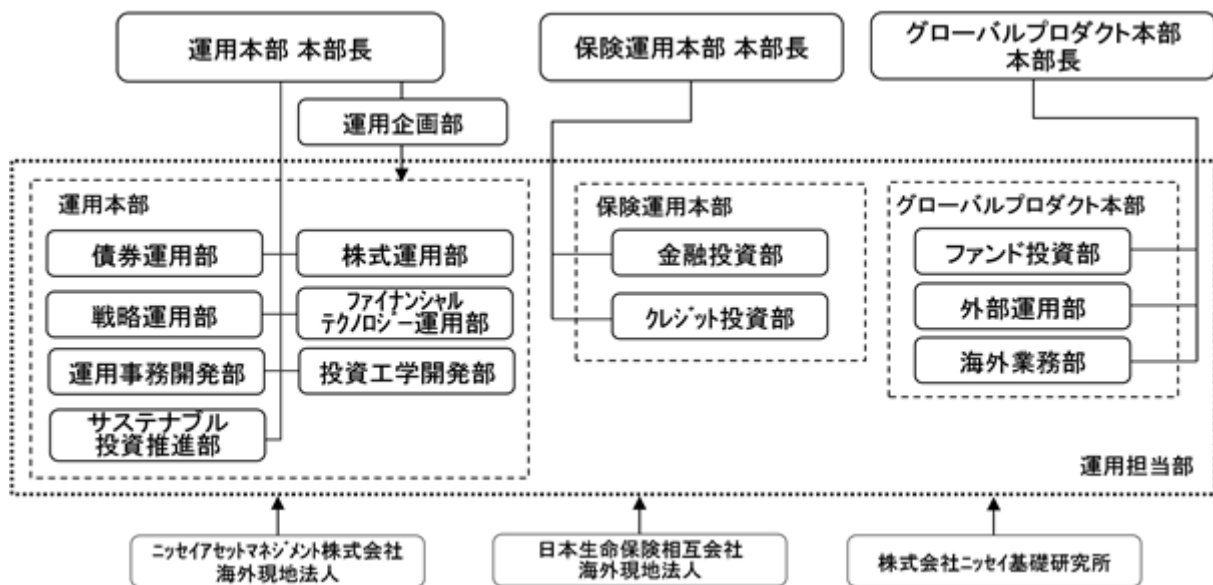 運用本部 本部長
保険運用本部 本部長
グローバルプロダクト本部
本部長
運用企画部
運用本部
債券運用部
株式運用部
戦略運用部
ファイナンシャル
テクノロジー運用部
運用事務開発部
投資工学開発部
サステナブル
投資推進部
保険運用本部
金融投資部
クレジット投資部
グローバルプロダクト本部
ファンド投資部
外部運用部
海外業務部
運用担当部
ニッセイアセットマネジメント株式会社
海外現地法人
日本生命保険相互会社
海外現地法人
株式会社ニッセイ基礎研究所